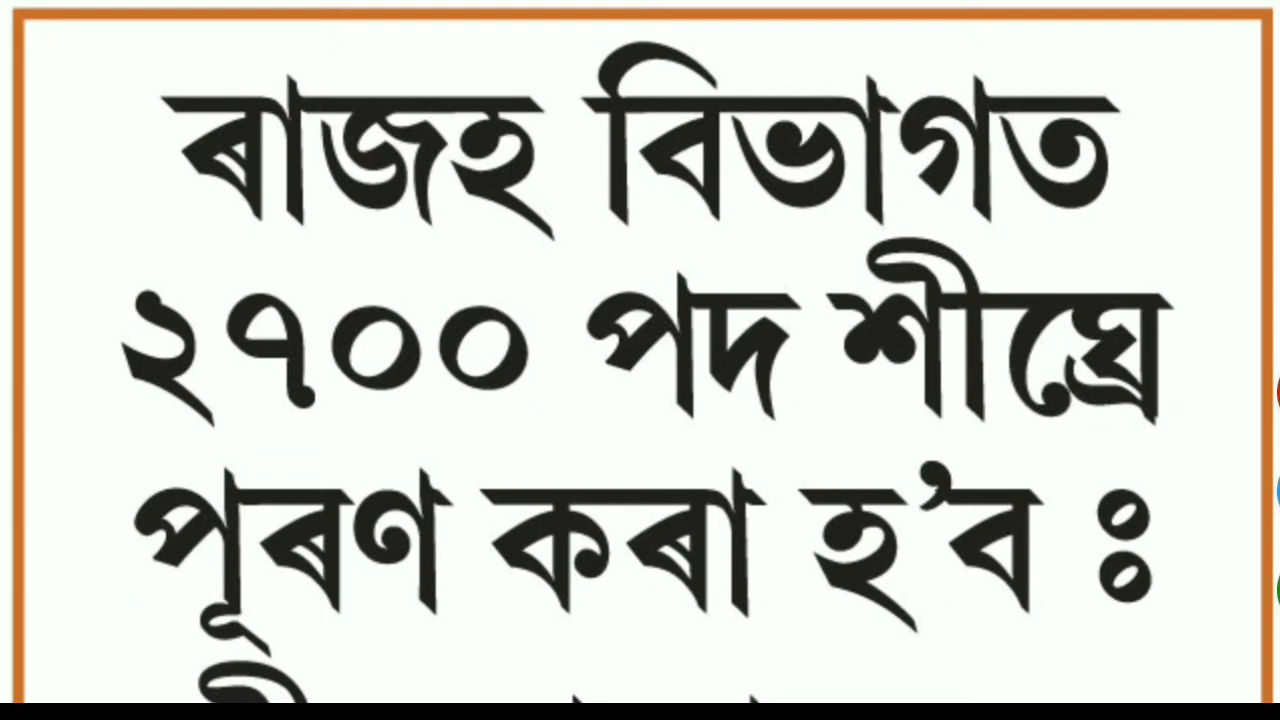 ৰাজহ বিভাগত
২৭০০ পদ শীঘ্ৰে
পূৰণ কৰা হ’ব ঃ